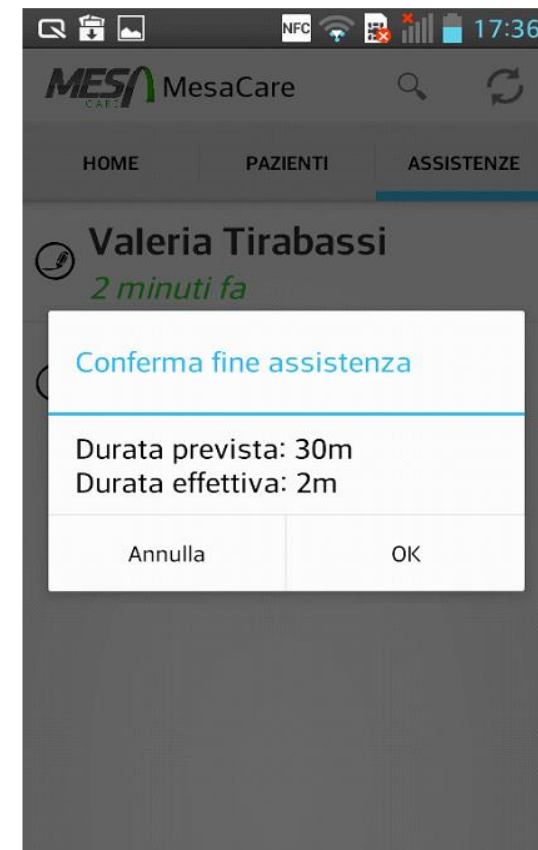 NFC 17:36
MESA CARE MesaCare
HOME PAZIENTI ASSISTENZE
Valeria Tirabassi
2 minuti fa
Conferma fine assistenza
Durata prevista: 30m
Durata effettiva: 2m
Annulla OK